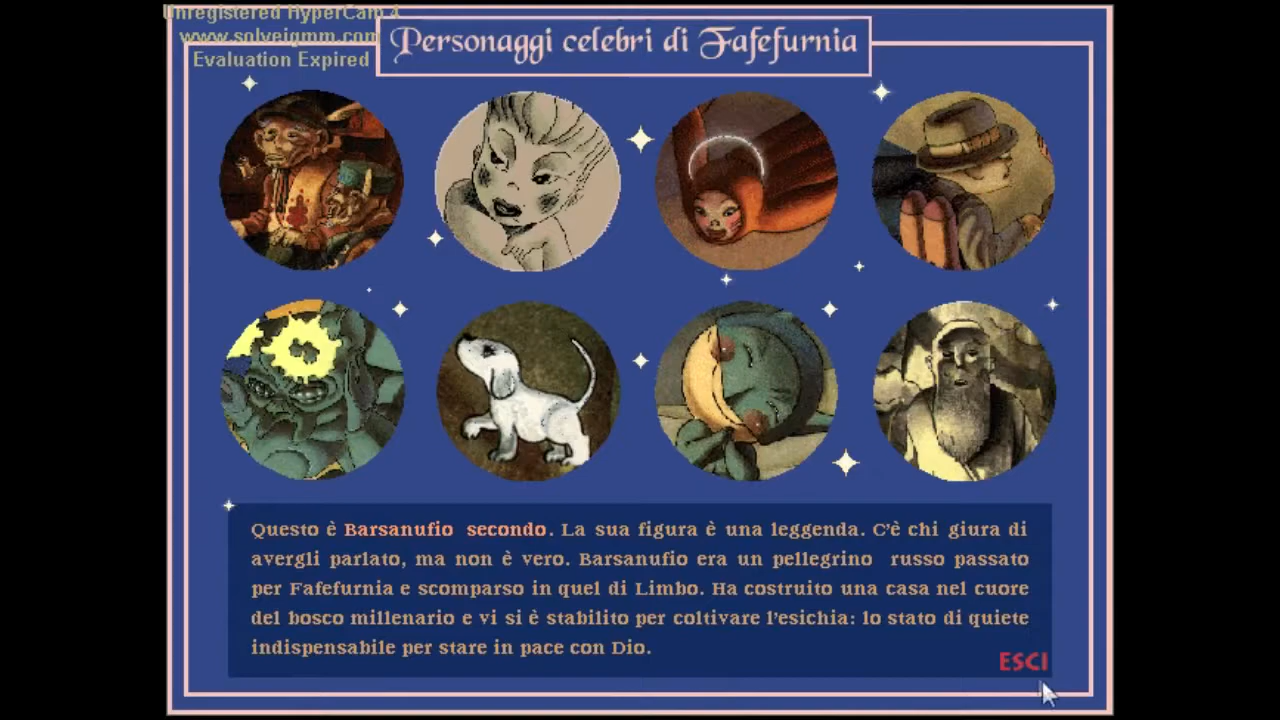 Unregistered HyperCam 4
www.solveigmm.com
Evaluation Expired
Personaggi celebri di Fafefurnia
Questo è Barsanufio secondo. La sua figura è una leggenda. C'è chi giura di
avergli parlato, ma non è vero. Barsanufio era un pellegrino russo passato
per Fafefurnia e scomparso in quel di Limbo. Ha costruito una casa nel cuore
del bosco millenario e vi si è stabilito per coltivare l'esichia: lo stato di quiete
indispensabile per stare in pace con Dio.
ESCI